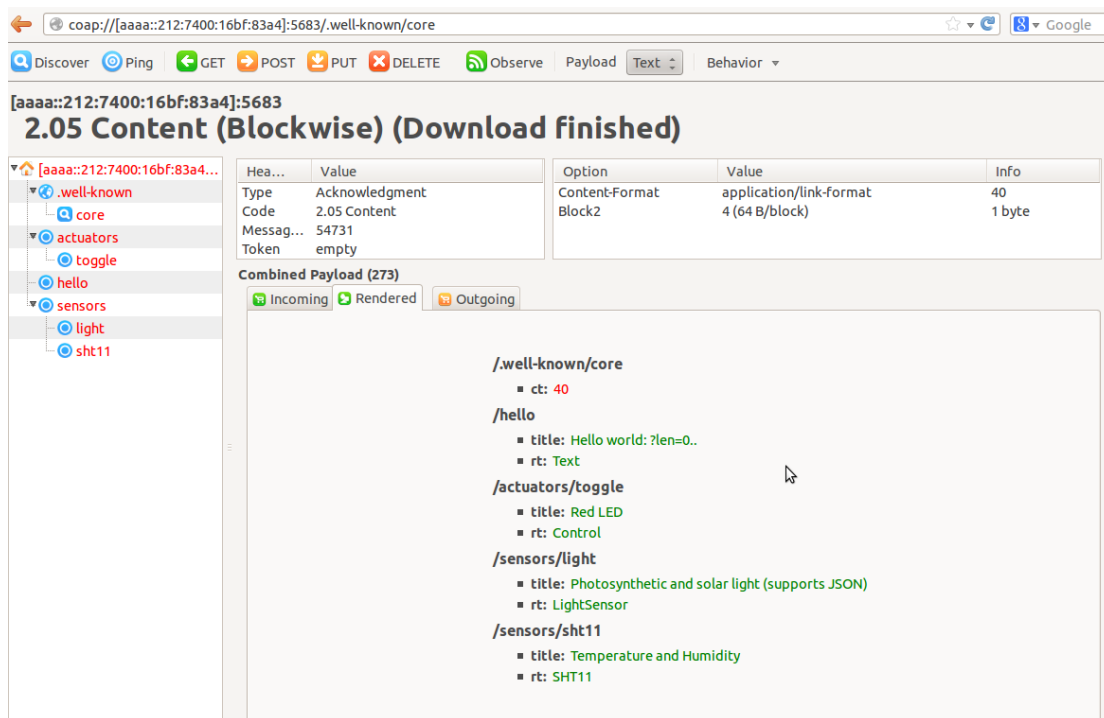 coap://[aaaa::212:7400:16bf:83a4]:5683/.well-known/core
Google
Discover Ping GET POST PUT DELETE Observe Payload Text Behavior
[aaaa::212:7400:16bf:83a4]:5683
2.05 Content (Blockwise) (Download finished)
[aaaa::212:7400:16bf:83a4...
.well-known
core
actuators
toggle
hello
sensors
light
sht11
Hea... Value
Type Acknowledgment
Code 2.05 Content
Messag... 54731
Token empty
Option Value Info
Content-Format application/link-format 40
Block2 4 (64 B/block) 1 byte
Combined Payload (273)
Incoming Rendered Outgoing
/.well-known/core
ct: 40
/hello
title: Hello world: ?len=0..
rt: Text
/actuators/toggle
title: Red LED
rt: Control
/sensors/light
title: Photosynthetic and solar light (supports JSON)
rt: LightSensor
/sensors/sht11
title: Temperature and Humidity
rt: SHT11